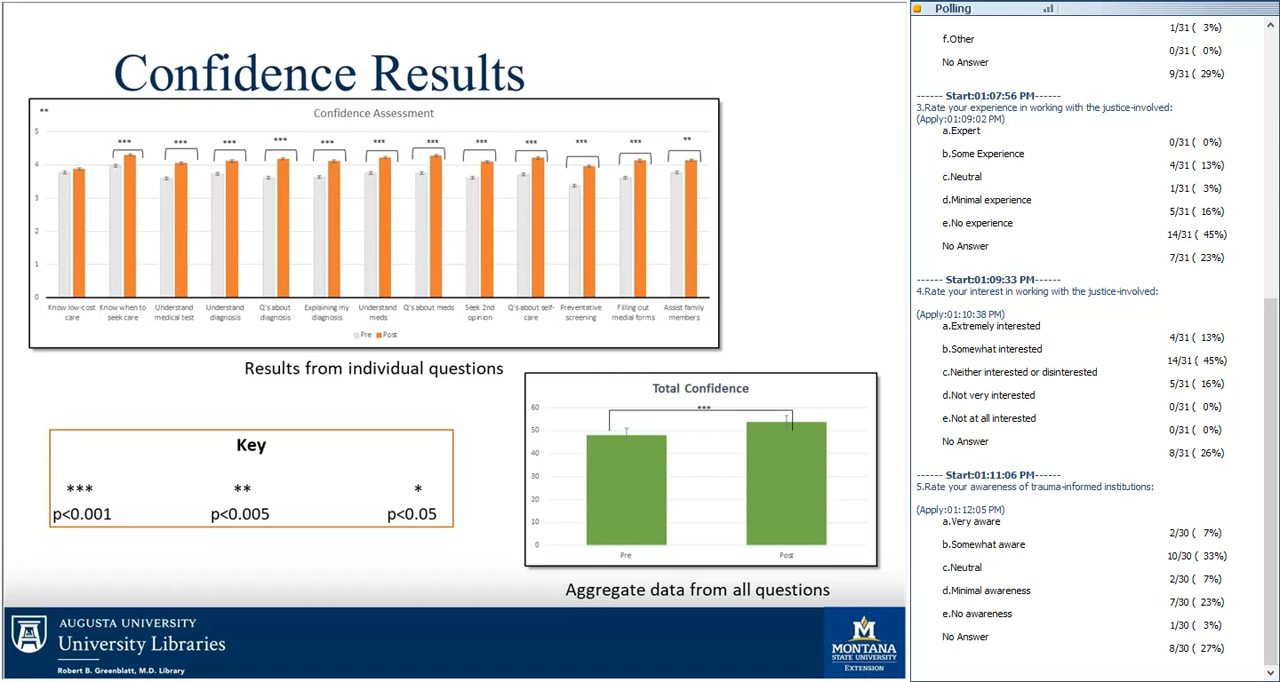 Confidence Results
**
Confidence Assessment
5
4
3
2
1
0
*** *** *** *** *** *** *** *** *** *** *** **
Know low-cost care
Know when to seek care
Understand medical test
Understand diagnosis
Q's about diagnosis
Explaining my diagnosis
Understand meds
Q's about meds
Seek 2nd opinion
Q's about self-care
Preventative screening
Filling out medial forms
Assist family members
Pre Post
Results from individual questions
Total Confidence
***
60
50
40
30
20
10
0
Pre Post
Aggregate data from all questions
Key
*** ** *
p<0.001 p<0.005 p<0.05
AUGUSTA UNIVERSITY
University Libraries
Robert B. Greenblatt, M.D. Library
M
MONTANA
STATE UNIVERSITY
EXTENSION
Polling
1/31 ( 3%)
f.Other
0/31 ( 0%)
No Answer
9/31 ( 29%)
------ Start:01:07:56 PM------
3.Rate your experience in working with the justice-involved:
(Apply:01:09:02 PM)
a.Expert
0/31 ( 0%)
b.Some Experience
4/31 ( 13%)
c.Neutral
1/31 ( 3%)
d.Minimal experience
5/31 ( 16%)
e.No experience
14/31 ( 45%)
No Answer
7/31 ( 23%)
------ Start:01:09:33 PM------
4.Rate your interest in working with the justice-involved:
(Apply:01:10:38 PM)
a.Extremely interested
4/31 ( 13%)
b.Somewhat interested
14/31 ( 45%)
c.Neither interested or disinterested
5/31 ( 16%)
d.Not very interested
0/31 ( 0%)
e.Not at all interested
0/31 ( 0%)
No Answer
8/31 ( 26%)
------ Start:01:11:06 PM------
5.Rate your awareness of trauma-informed institutions:
(Apply:01:12:05 PM)
a.Very aware
2/30 ( 7%)
b.Somewhat aware
10/30 ( 33%)
c.Neutral
2/30 ( 7%)
d.Minimal awareness
7/30 ( 23%)
e.No awareness
1/30 ( 3%)
No Answer
8/30 ( 27%)